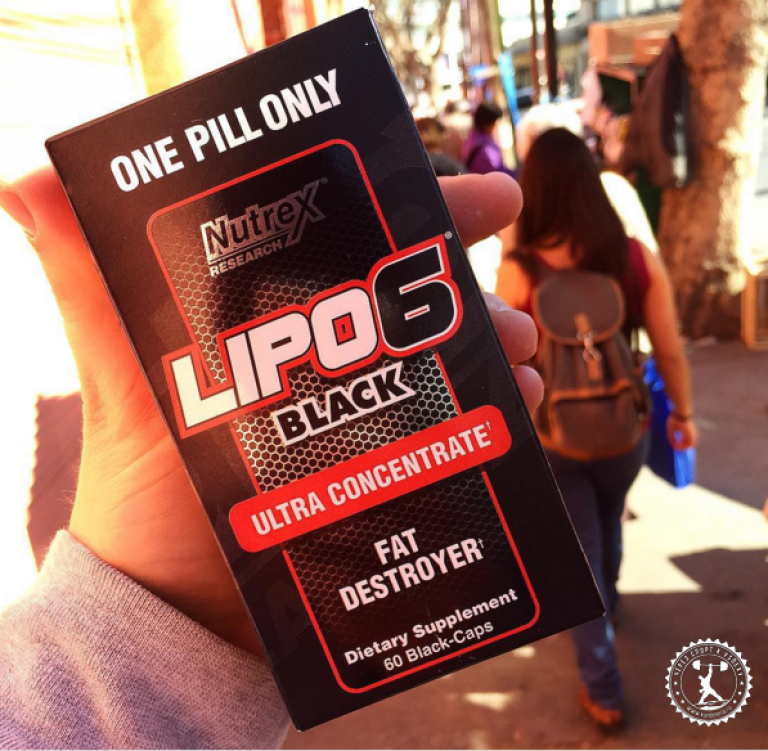 ONE PILL ONLY
Nutrex®
RESEARCH
LIPO6®
BLACK
ULTRA CONCENTRATE†
FAT
DESTROYER†
Dietary Supplement
60 Black-Caps